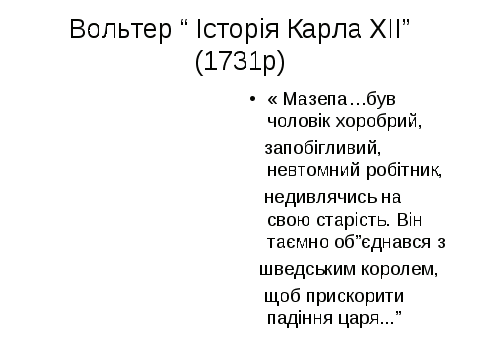 Вольтер “ Історія Карла XII”
(1731р)
• « Мазепа…був
чоловік хоробрий,
запобігливий,
невтомний робітник,
недивлячись на
свою старість. Він
таємно об”єднався з
шведським королем,
щоб прискорити
падіння царя...”